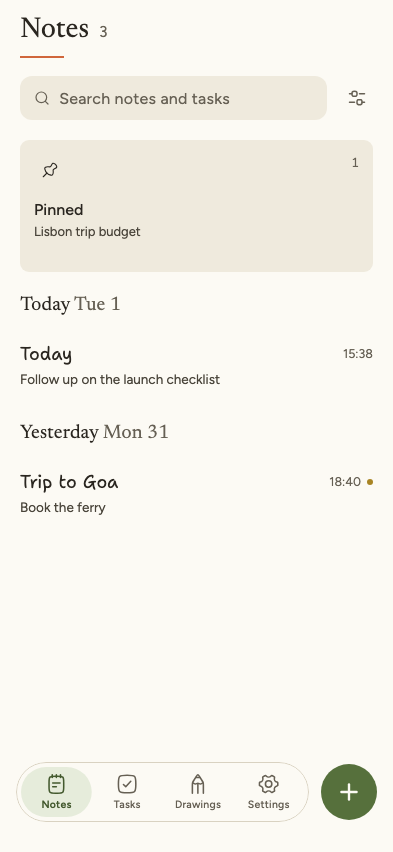 Notes 3
Search notes and tasks
1
Pinned
Lisbon trip budget
Today Tue 1
Today 15:38
Follow up on the launch checklist
Yesterday Mon 31
Trip to Goa 18:40
Book the ferry
Notes Tasks Drawings Settings